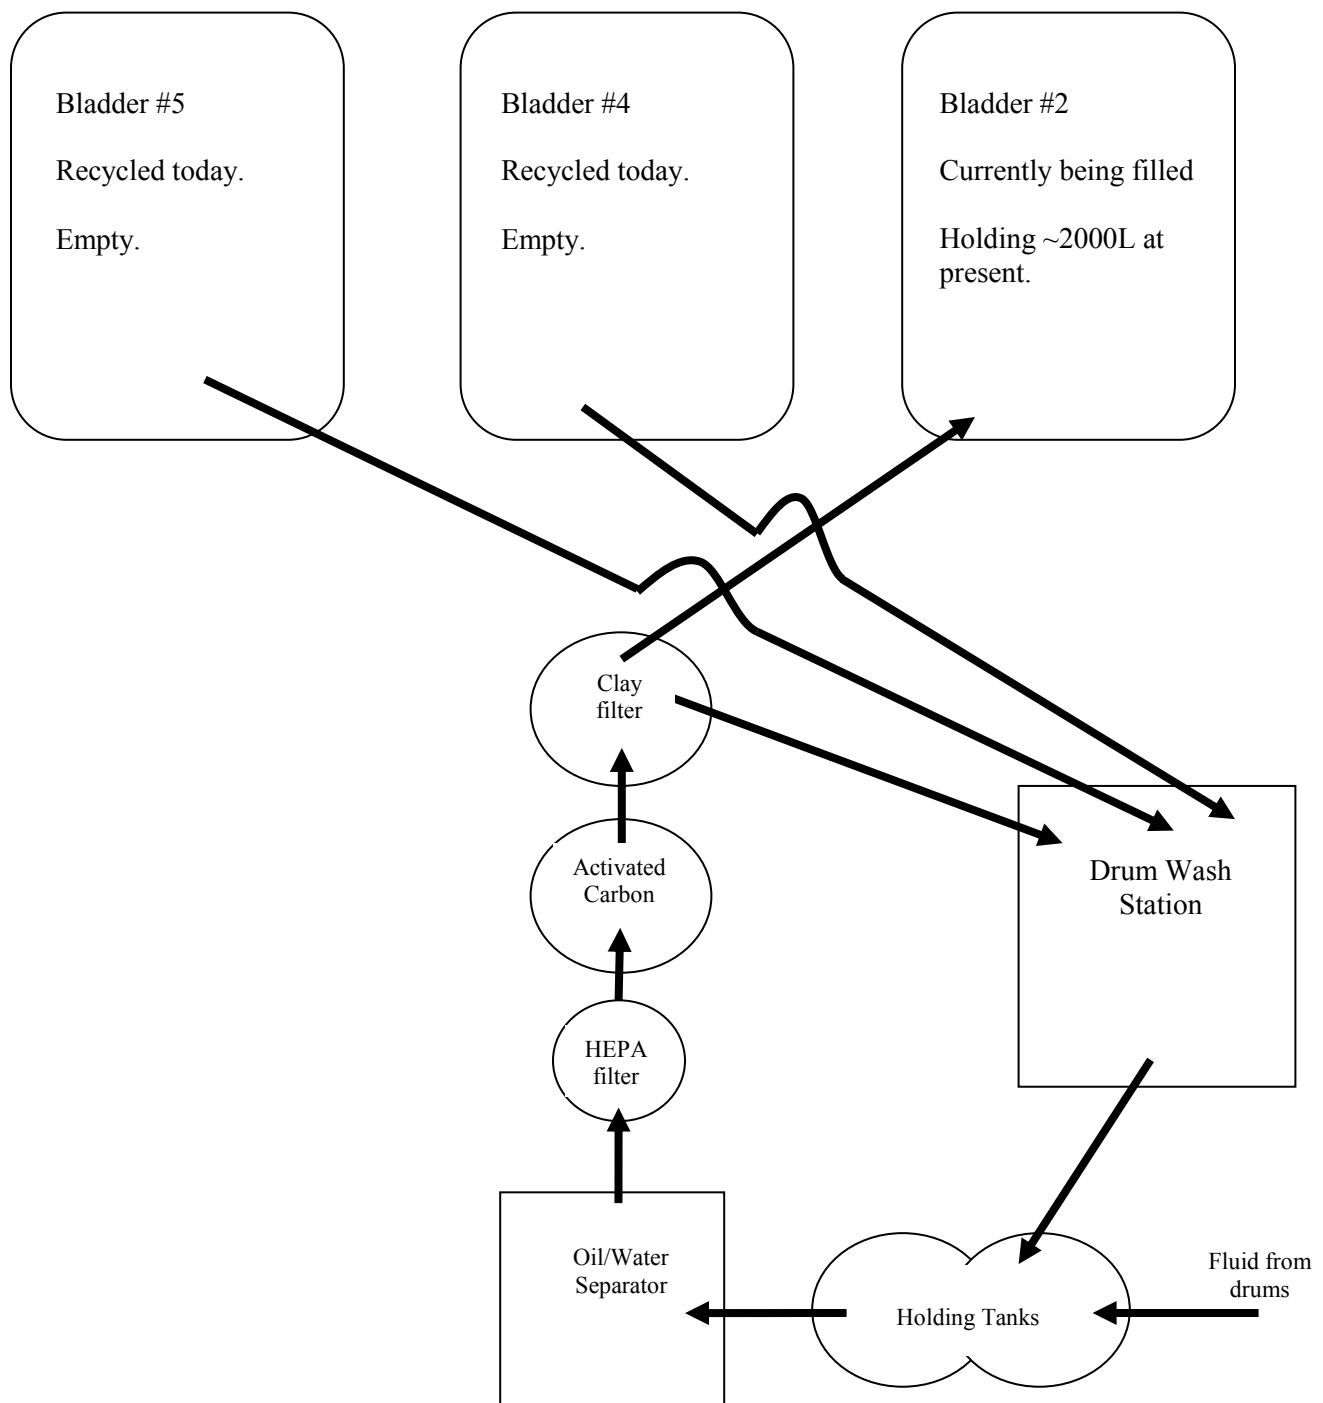 Bladder #5
Recycled today.
Empty.
Bladder #4
Recycled today.
Empty.
Bladder #2
Currently being filled
Holding ~2000L at
present.
Clay
filter
Activated
Carbon
HEPA
filter
Drum Wash
Station
Oil/Water
Separator
Holding Tanks
Fluid from
drums